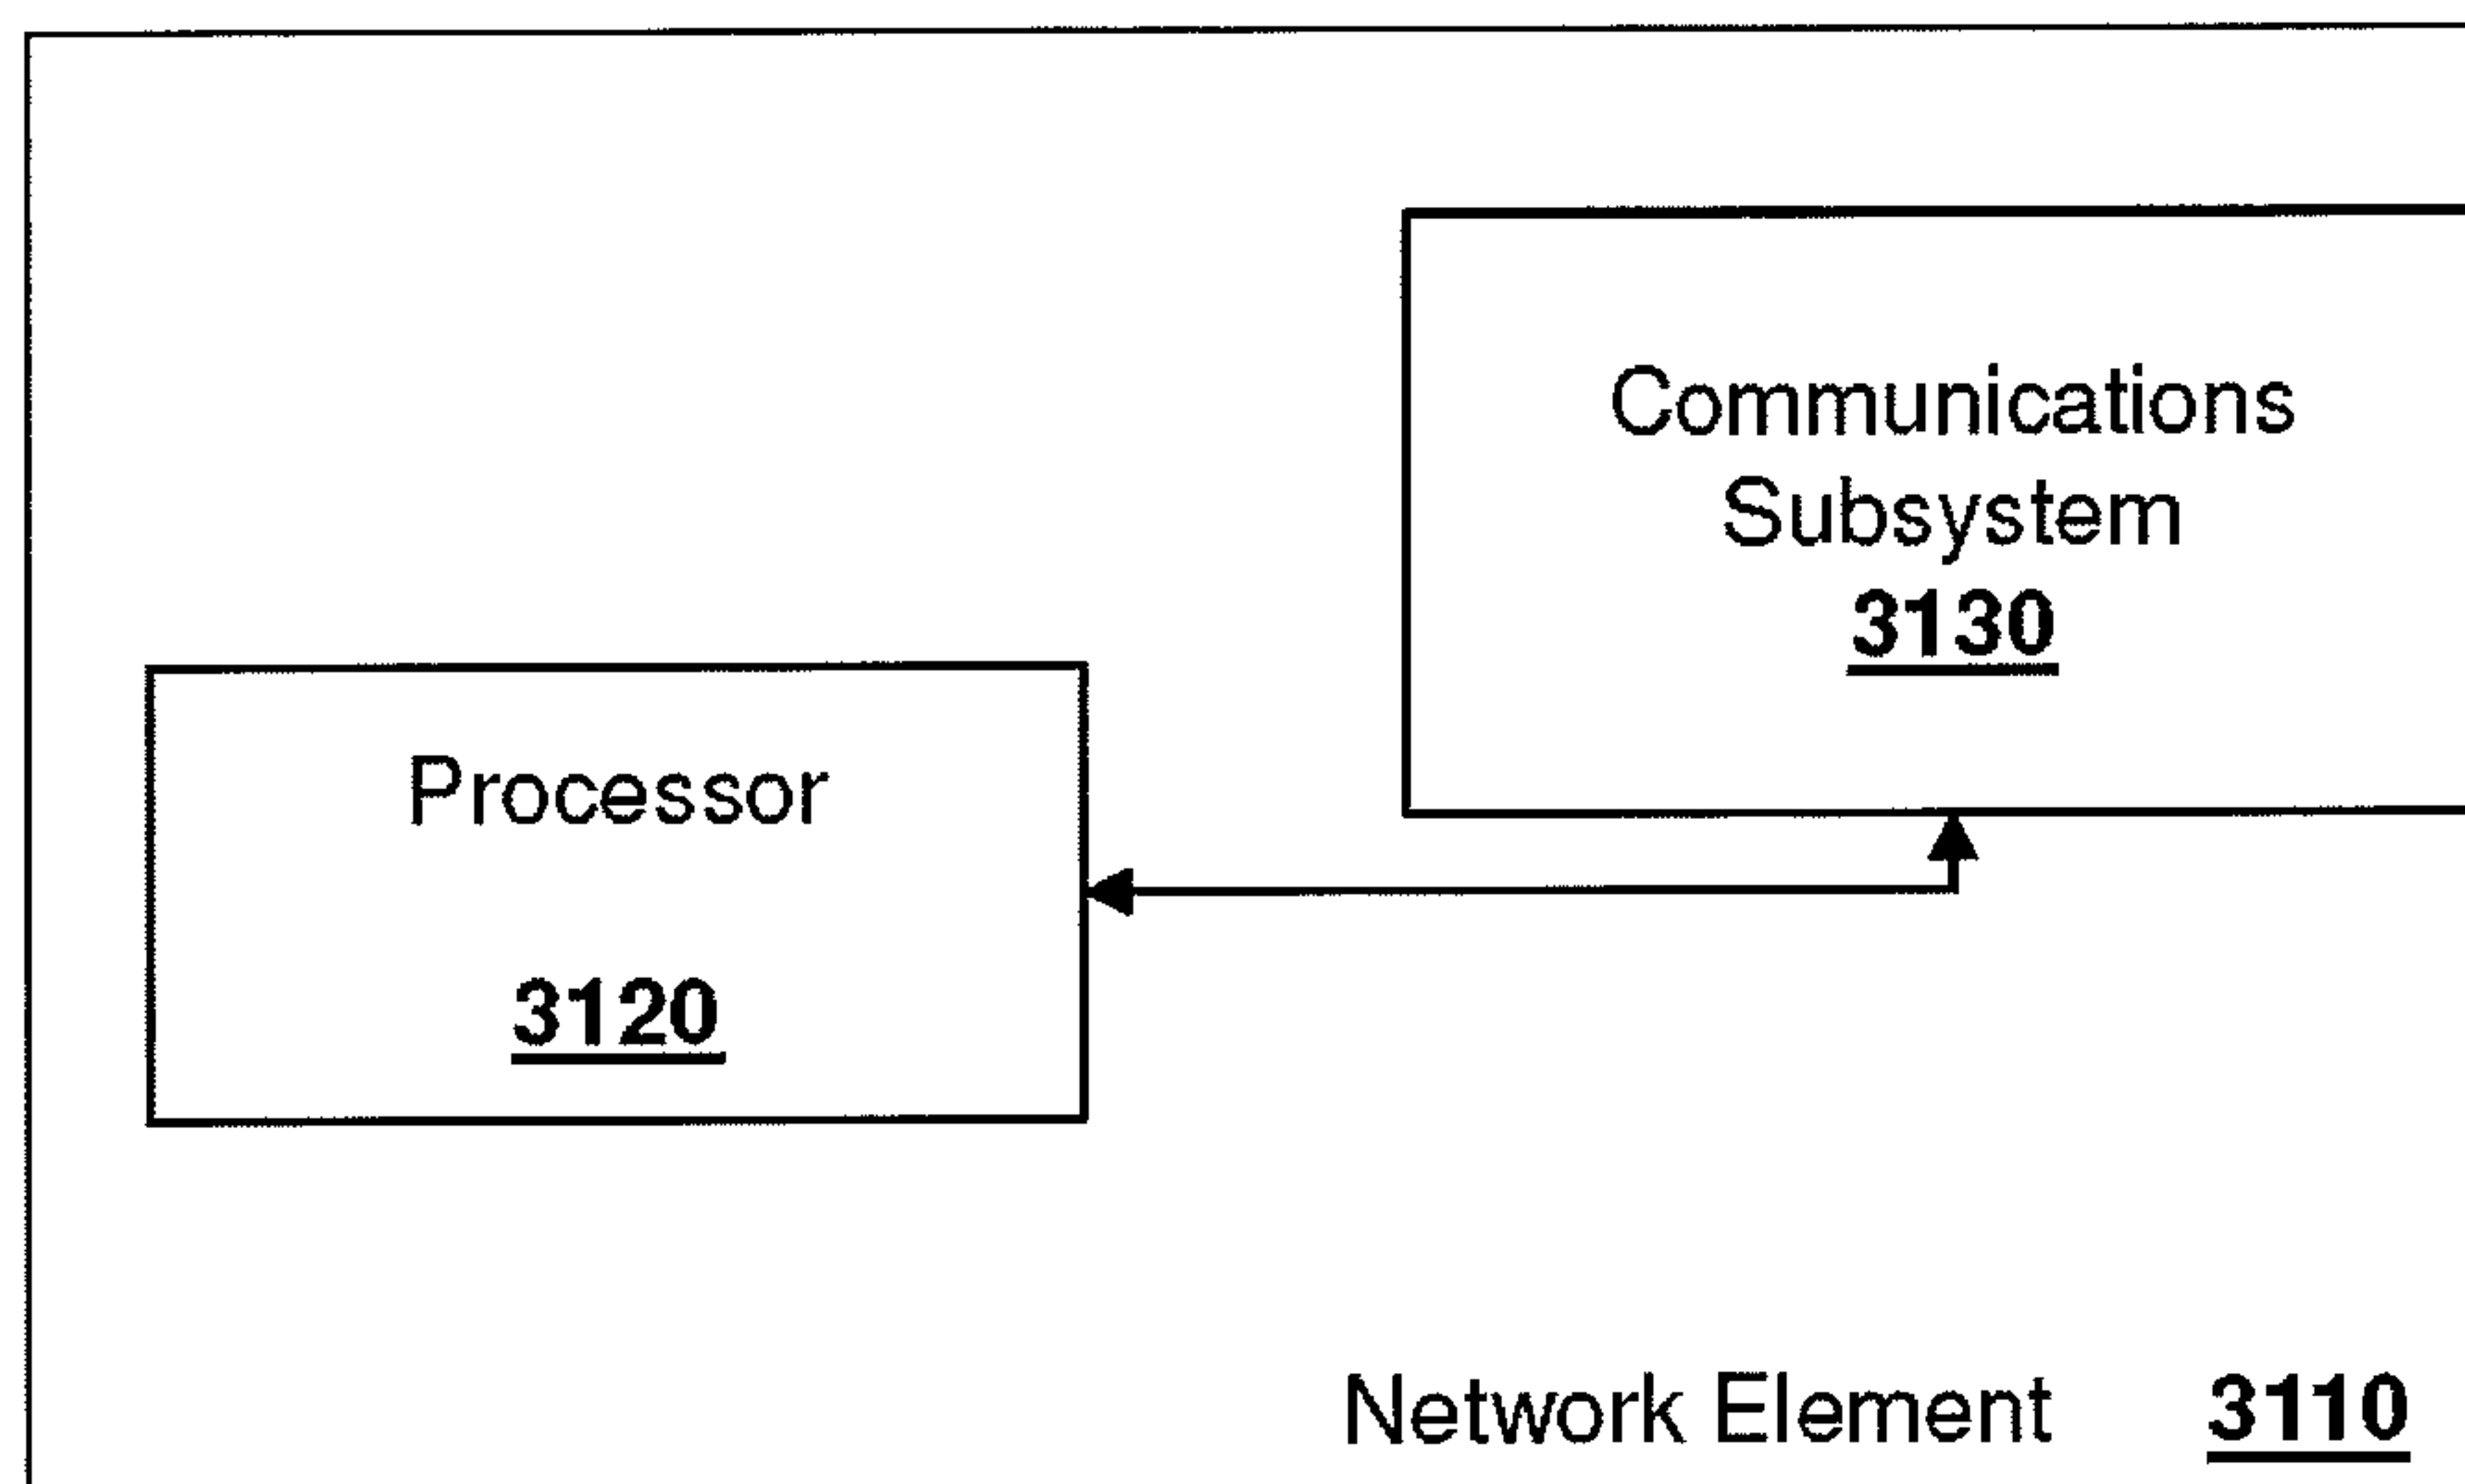 Communications
Subsystem
3130
Processor
3120
Network Element 3110